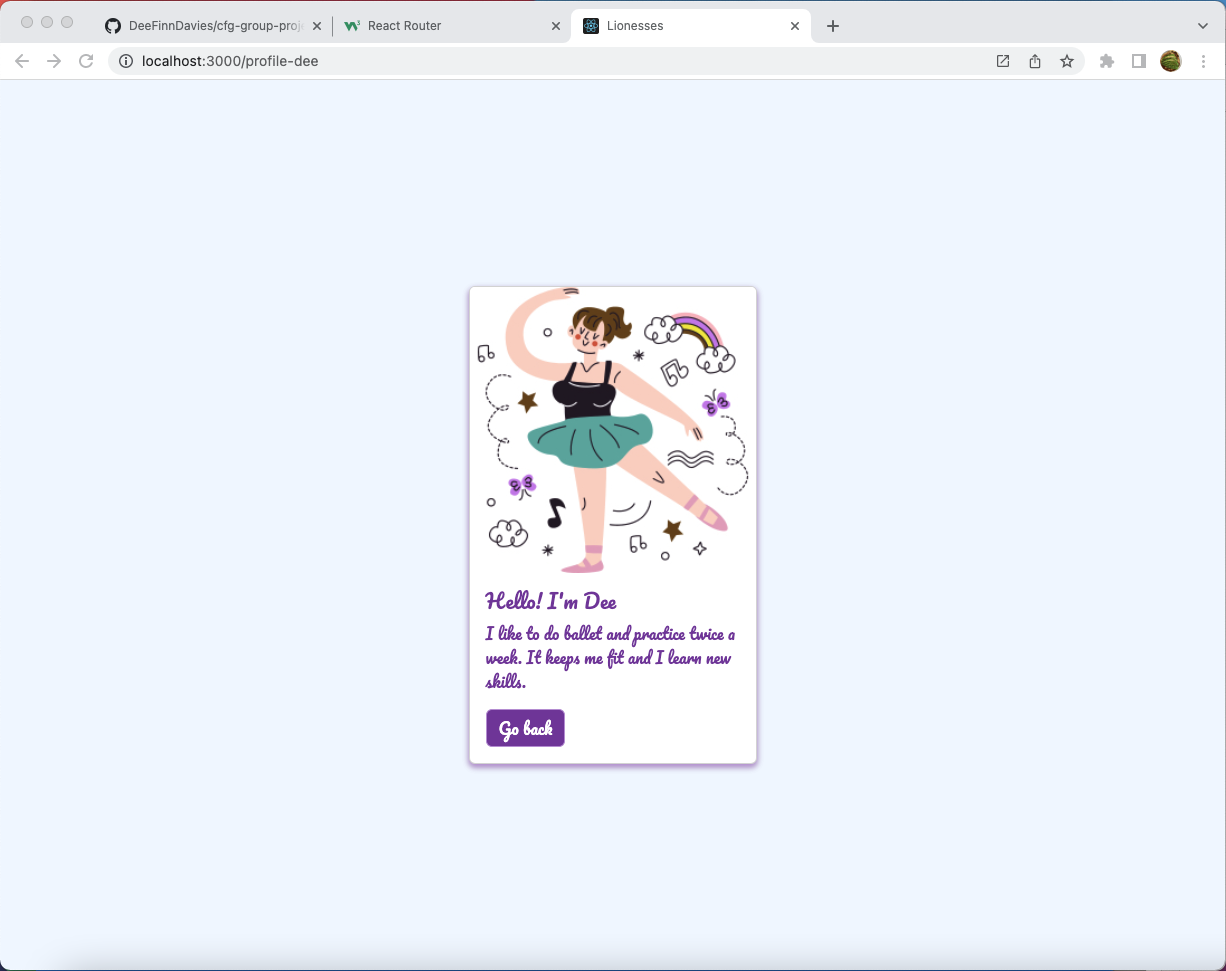 DeeFinnDavies/cfg-group-proj
React Router
Lionesses
localhost:3000/profile-dee
Hello! I'm Dee
I like to do ballet and practice twice a
week. It keeps me fit and I learn new
skills.
Go back